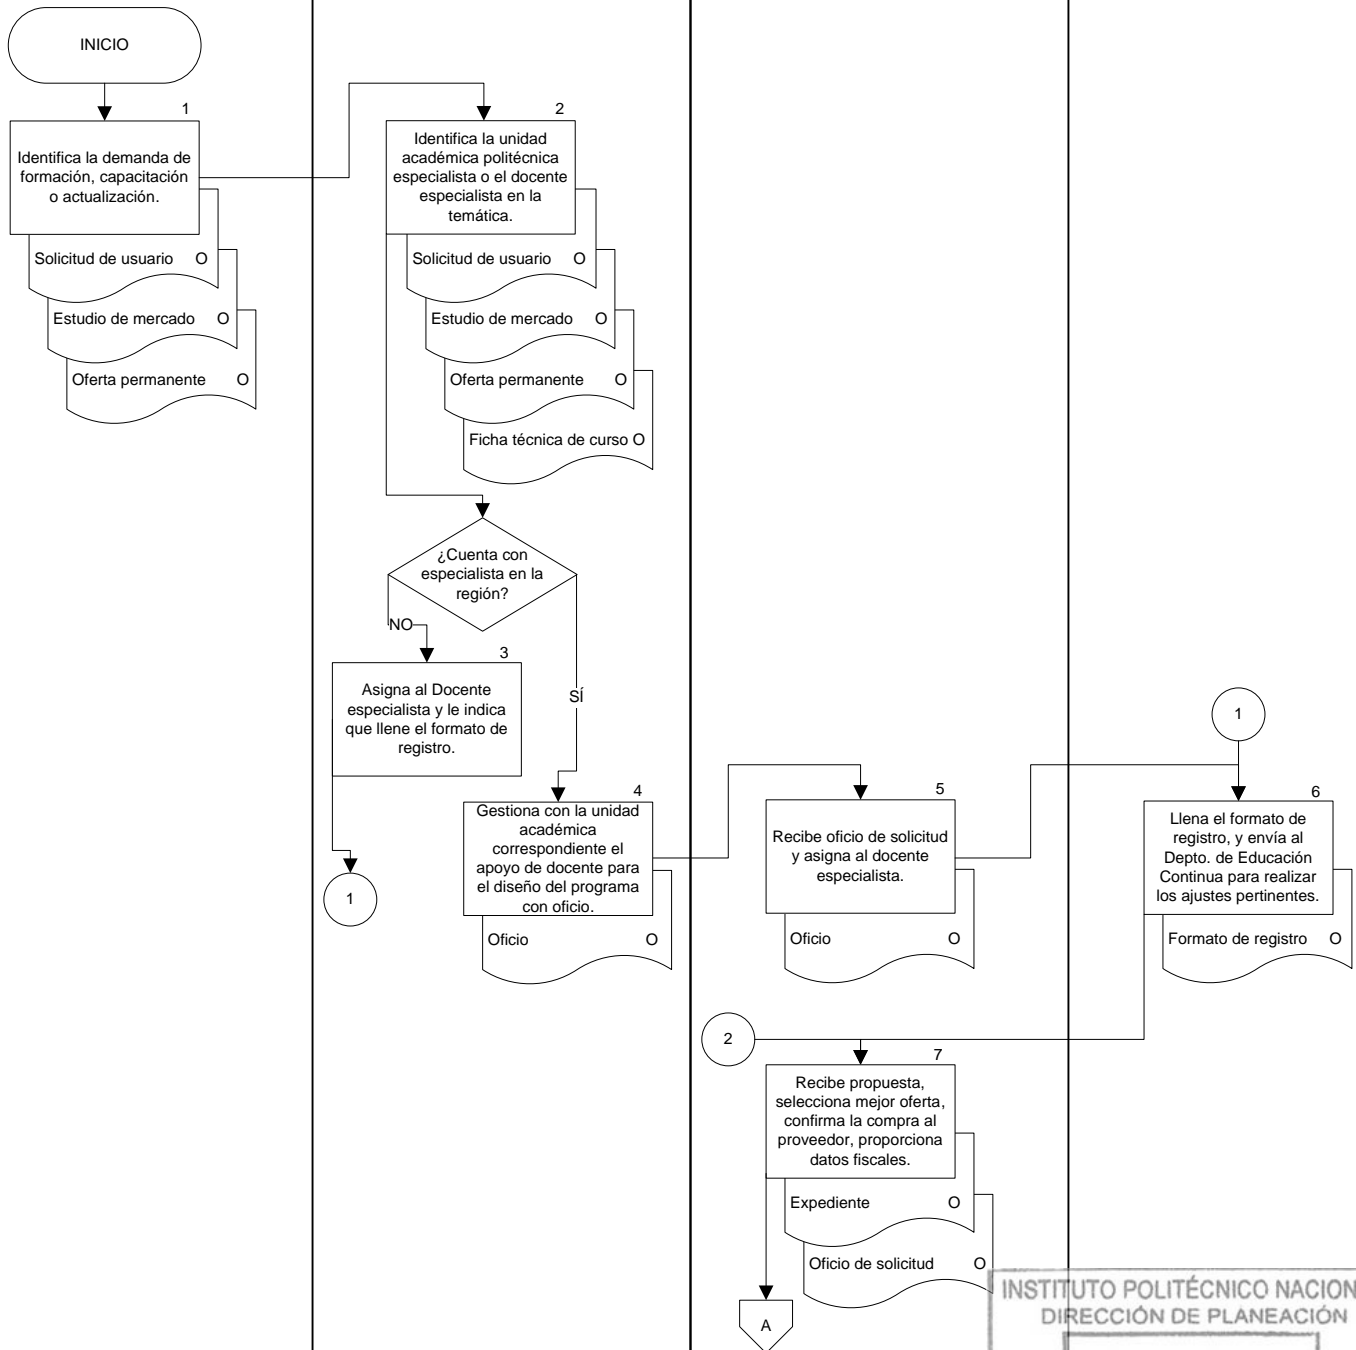 INICIO
1
Identifica la demanda de
formación, capacitación
o actualización.
Solicitud de usuario O
Estudio de mercado O
Oferta permanente O
2
Identifica la unidad
académica politécnica
especialista o el docente
especialista en la
temática.
Solicitud de usuario O
Estudio de mercado O
Oferta permanente O
Ficha técnica de curso O
¿Cuenta con
especialista en la
región?
NO
SÍ
3
Asigna al Docente
especialista y le indica
que llene el formato de
registro.
1
4
Gestiona con la unidad
académica
correspondiente el
apoyo de docente para
el diseño del programa
con oficio.
Oficio O
5
Recibe oficio de solicitud
y asigna al docente
especialista.
Oficio O
1
6
Llena el formato de
registro, y envía al
Depto. de Educación
Continua para realizar
los ajustes pertinentes.
Formato de registro O
2
7
Recibe propuesta,
selecciona mejor oferta,
confirma la compra al
proveedor, proporciona
datos fiscales.
Expediente O
Oficio de solicitud O
A
INSTITUTO POLITÉCNICO NACION
DIRECCIÓN DE PLANEACIÓN